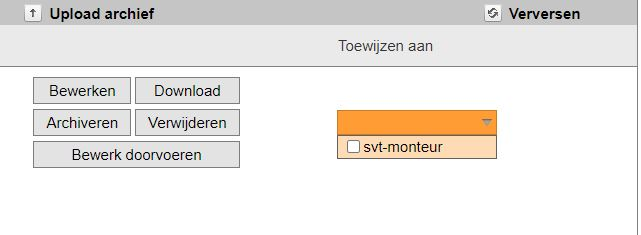 Upload archief Verversen
Toewijzen aan
Bewerken Download
Archiveren Verwijderen
svt-monteur
Bewerk doorvoeren